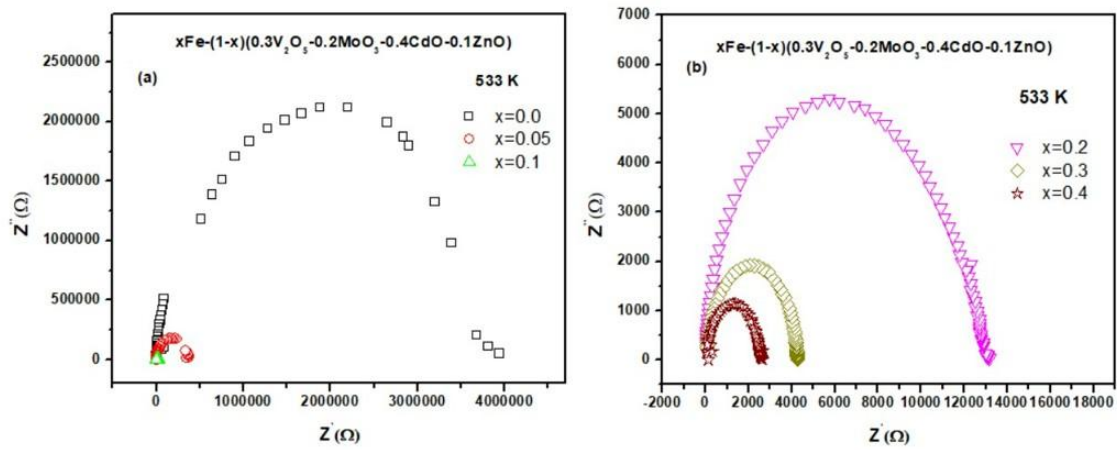 xFe-(1-x)(0.3V₂O₅-0.2MoO₃-0.4CdO-0.1ZnO)
(a)
533 K
x=0.0
x=0.05
x=0.1
2500000
2000000
1500000
1000000
500000
0
Z''(Ω)
0 1000000 2000000 3000000 4000000
Z'(Ω)
xFe-(1-x)(0.3V₂O₅-0.2MoO₃-0.4CdO-0.1ZnO)
(b)
533 K
x=0.2
x=0.3
x=0.4
7000
6000
5000
4000
3000
2000
1000
0
Z''(Ω)
-2000 0 2000 4000 6000 8000 10000 12000 14000 16000
Z'(Ω)